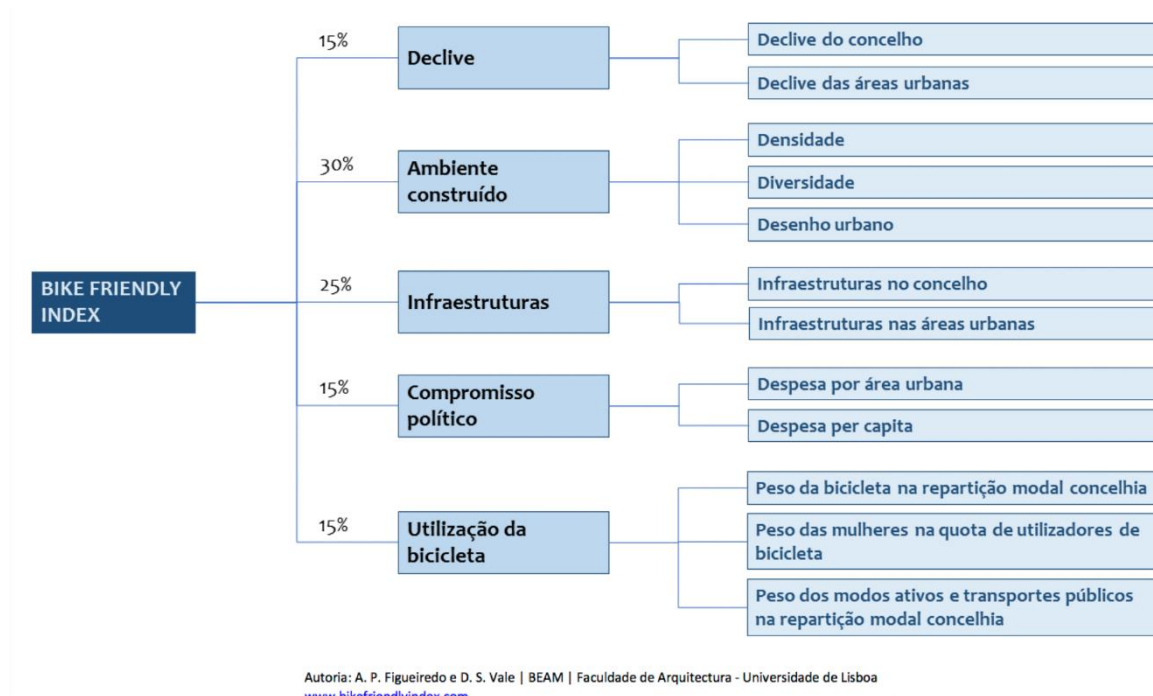 15%
Declive
Declive do concelho
Declive das áreas urbanas
30%
Ambiente
construído
Densidade
Diversidade
Desenho urbano
BIKE FRIENDLY
INDEX
25%
Infraestruturas
Infraestruturas no concelho
Infraestruturas nas áreas urbanas
15%
Compromisso
político
Despesa por área urbana
Despesa per capita
15%
Utilização da
bicicleta
Peso da bicicleta na repartição modal concelhia
Peso das mulheres na quota de utilizadores de
bicicleta
Peso dos modos ativos e transportes públicos
na repartição modal concelhia
Autoria: A. P. Figueiredo e D. S. Vale | BEAM | Faculdade de Arquitectura - Universidade de Lisboa
www.bikefriendlyindex.com